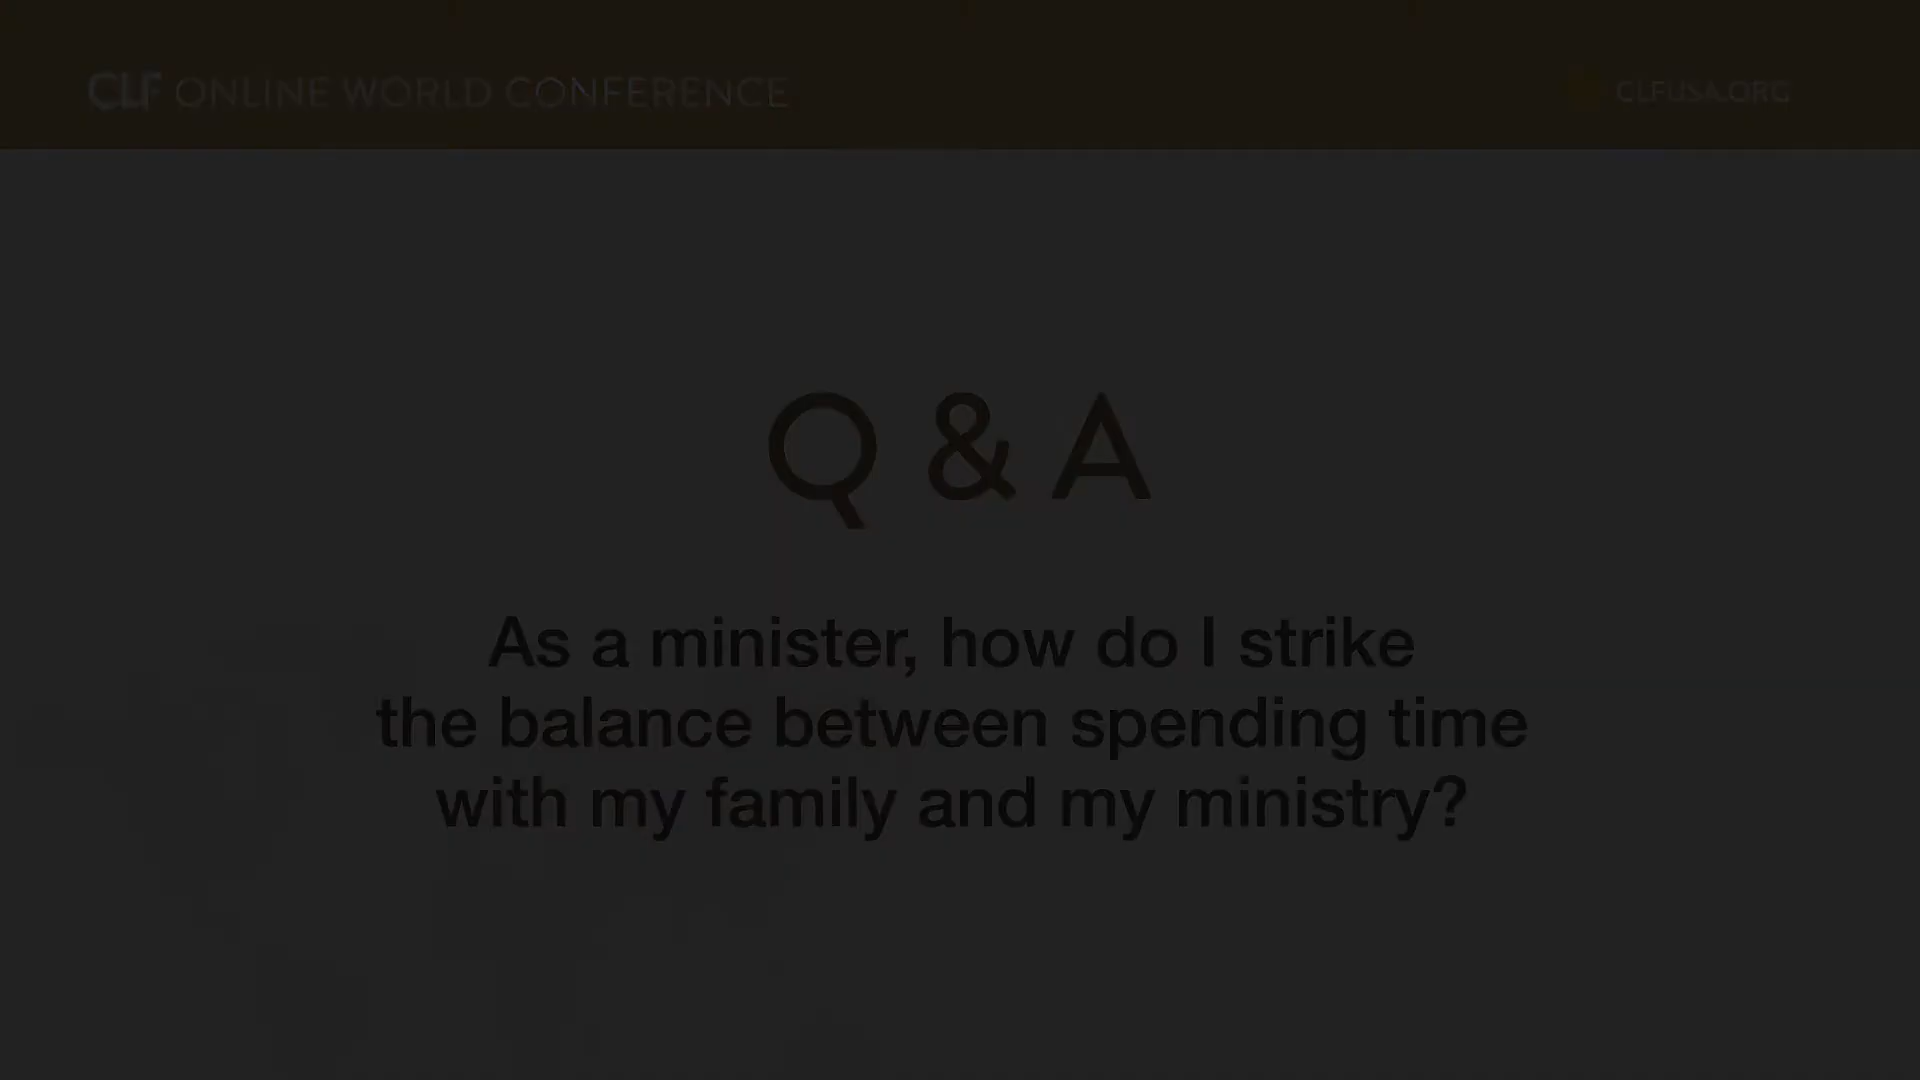 CLF ONLINE WORLD CONFERENCE
CLFUSA.ORG
Q & A
As a minister, how do I strike
the balance between spending time
with my family and my ministry?